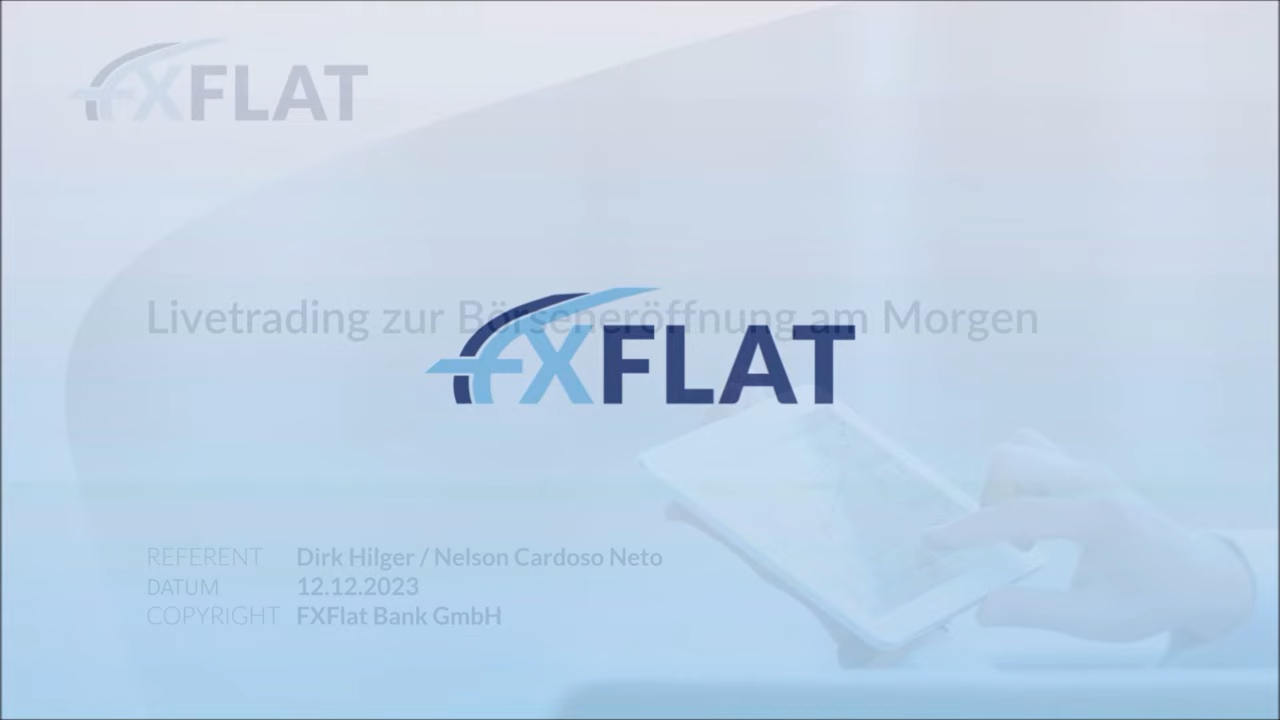 FXFLAT
Livetrading zur Börseneröffnung am Morgen
FXFLAT
REFERENT Dirk Hilger / Nelson Cardoso Neto
DATUM 12.12.2023
COPYRIGHT FXFlat Bank GmbH